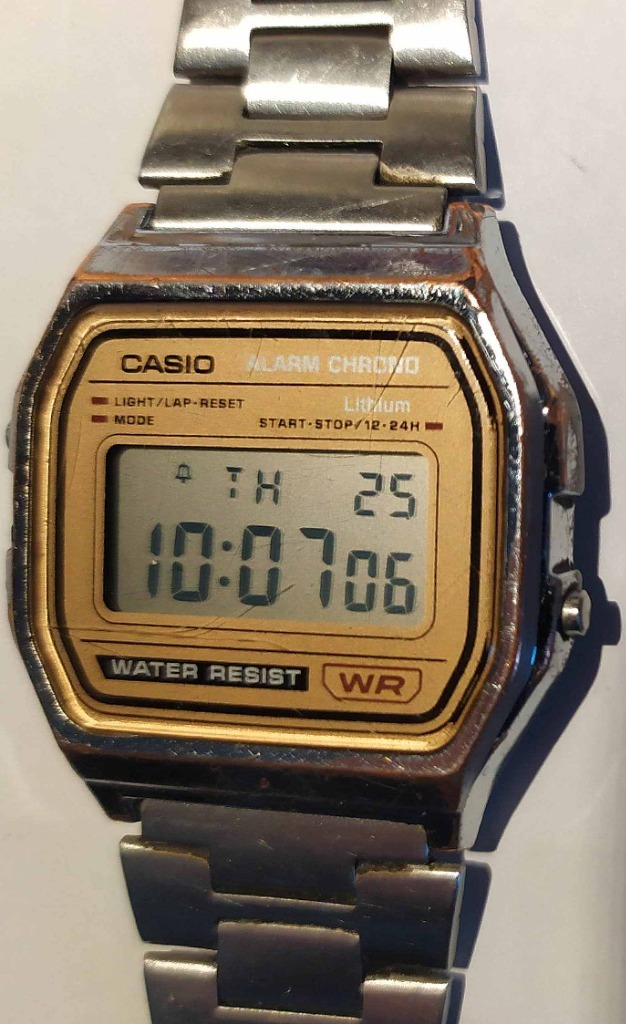 CASIO ALARM CHRONO
LIGHT/LAP·RESET Lithium
MODE START·STOP/12·24H
TH 25
10:07 06
WATER RESIST WR